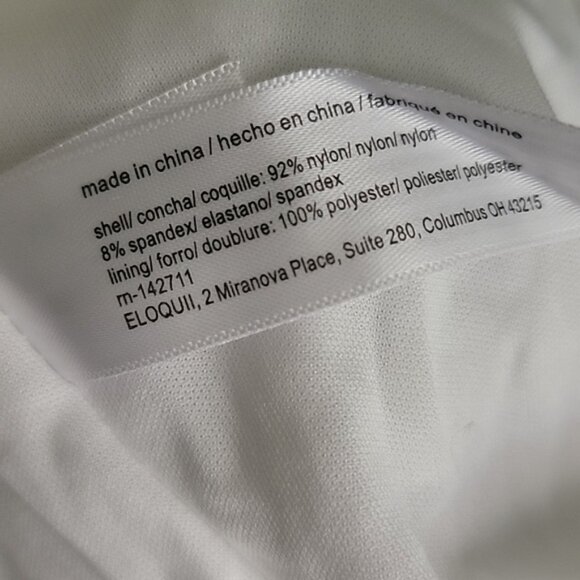 made in china / hecho en china / fabriqué en chine
shell/ concha/ coquille: 92% nylon/ nylon/ nylon
8% spandex/ elastano/ spandex
lining/ forro/ doublure: 100% polyester/ poliester/ polyester
rn-142711
ELOQUII, 2 Miranova Place, Suite 280, Columbus OH 43215